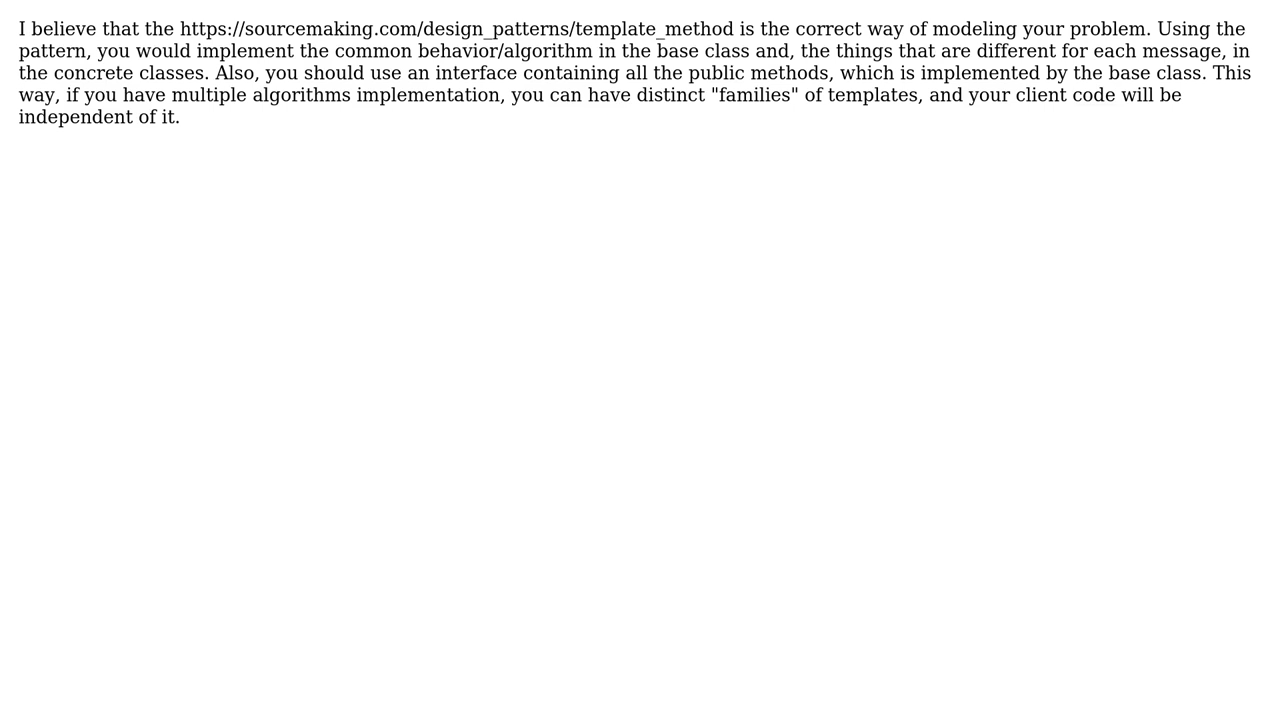 I believe that the https://sourcemaking.com/design_patterns/template_method is the correct way of modeling your problem. Using the
pattern, you would implement the common behavior/algorithm in the base class and, the things that are different for each message, in
the concrete classes. Also, you should use an interface containing all the public methods, which is implemented by the base class. This
way, if you have multiple algorithms implementation, you can have distinct "families" of templates, and your client code will be
independent of it.